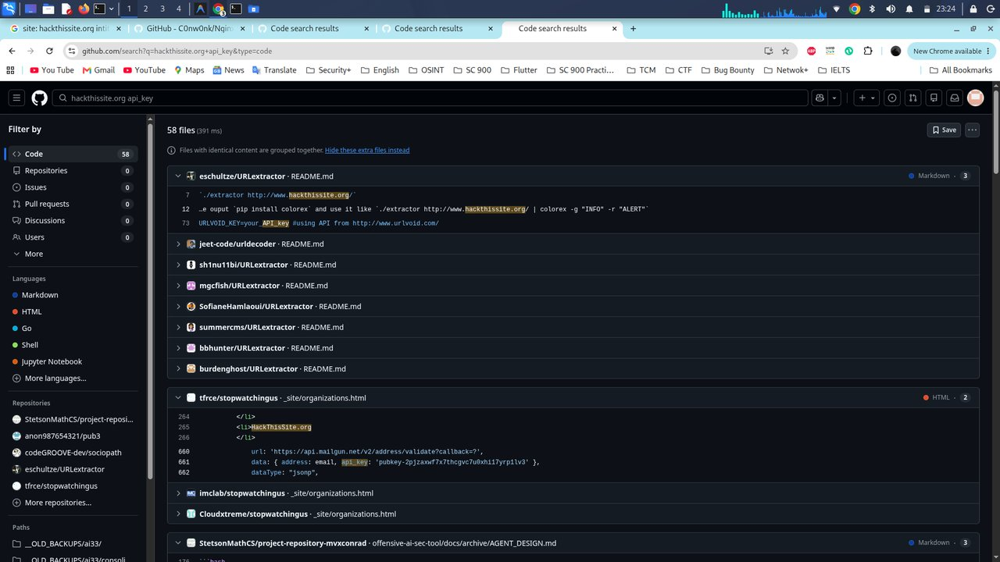 1 2 3 4 3 23:24
site: hackthissite.org inti
GitHub - C0nw0nk/Nginx
Code search results
Code search results
Code search results
github.com/search?q=hackthissite.org+api_key&type=code
ABP New Chrome available
You Tube Gmail YouTube Maps News Translate Security+ English OSINT SC 900 Flutter SC 900 Practi... TCM CTF Bug Bounty Netwok+ IELTS All Bookmarks
hackthissite.org api_key
Filter by
Code 58
Repositories 0
Issues 0
Pull requests 0
Discussions 0
Users 0
More
Languages
Markdown
HTML
Go
Shell
Jupyter Notebook
More languages...
Repositories
StetsonMathCS/project-reposi...
anon987654321/pub3
codeGROOVE-dev/sociopath
eschultze/URLextractor
tfrce/stopwatchingus
More repositories...
Paths
__OLD_BACKUPS/ai33/
__OLD_BACKUPS/ai33/consoli
58 files (391 ms)
Save
Files with identical content are grouped together. Hide these extra files instead
eschultze/URLextractor · README.md Markdown · 3
7 `./extractor http://www.hackthissite.org/`
12 …e ouput `pip install colorex` and use it like `./extractor http://www.hackthissite.org/ | colorex -g "INFO" -r "ALERT"`
73 URLVOID_KEY=your_API_key #using API from http://www.urlvoid.com/
jeet-code/urldecoder · README.md
sh1nu11bi/URLextractor · README.md
mgcfish/URLextractor · README.md
SofianeHamlaoui/URLextractor · README.md
summercms/URLextractor · README.md
bbhunter/URLextractor · README.md
burdenghost/URLextractor · README.md
tfrce/stopwatchingus · _site/organizations.html HTML · 2
264 </li>
265 <li>HackThisSite.org
266 </li>
660 url: 'https://api.mailgun.net/v2/address/validate?callback=?',
661 data: { address: email, api_key: 'pubkey-2pjzaxwf7x7thcgvc7u0xhi17yrp1lv3' },
662 dataType: "jsonp",
imclab/stopwatchingus · _site/organizations.html
Cloudxtreme/stopwatchingus · _site/organizations.html
StetsonMathCS/project-repository-mvxconrad · offensive-ai-sec-tool/docs/archive/AGENT_DESIGN.md Markdown · 3
176 ```bash